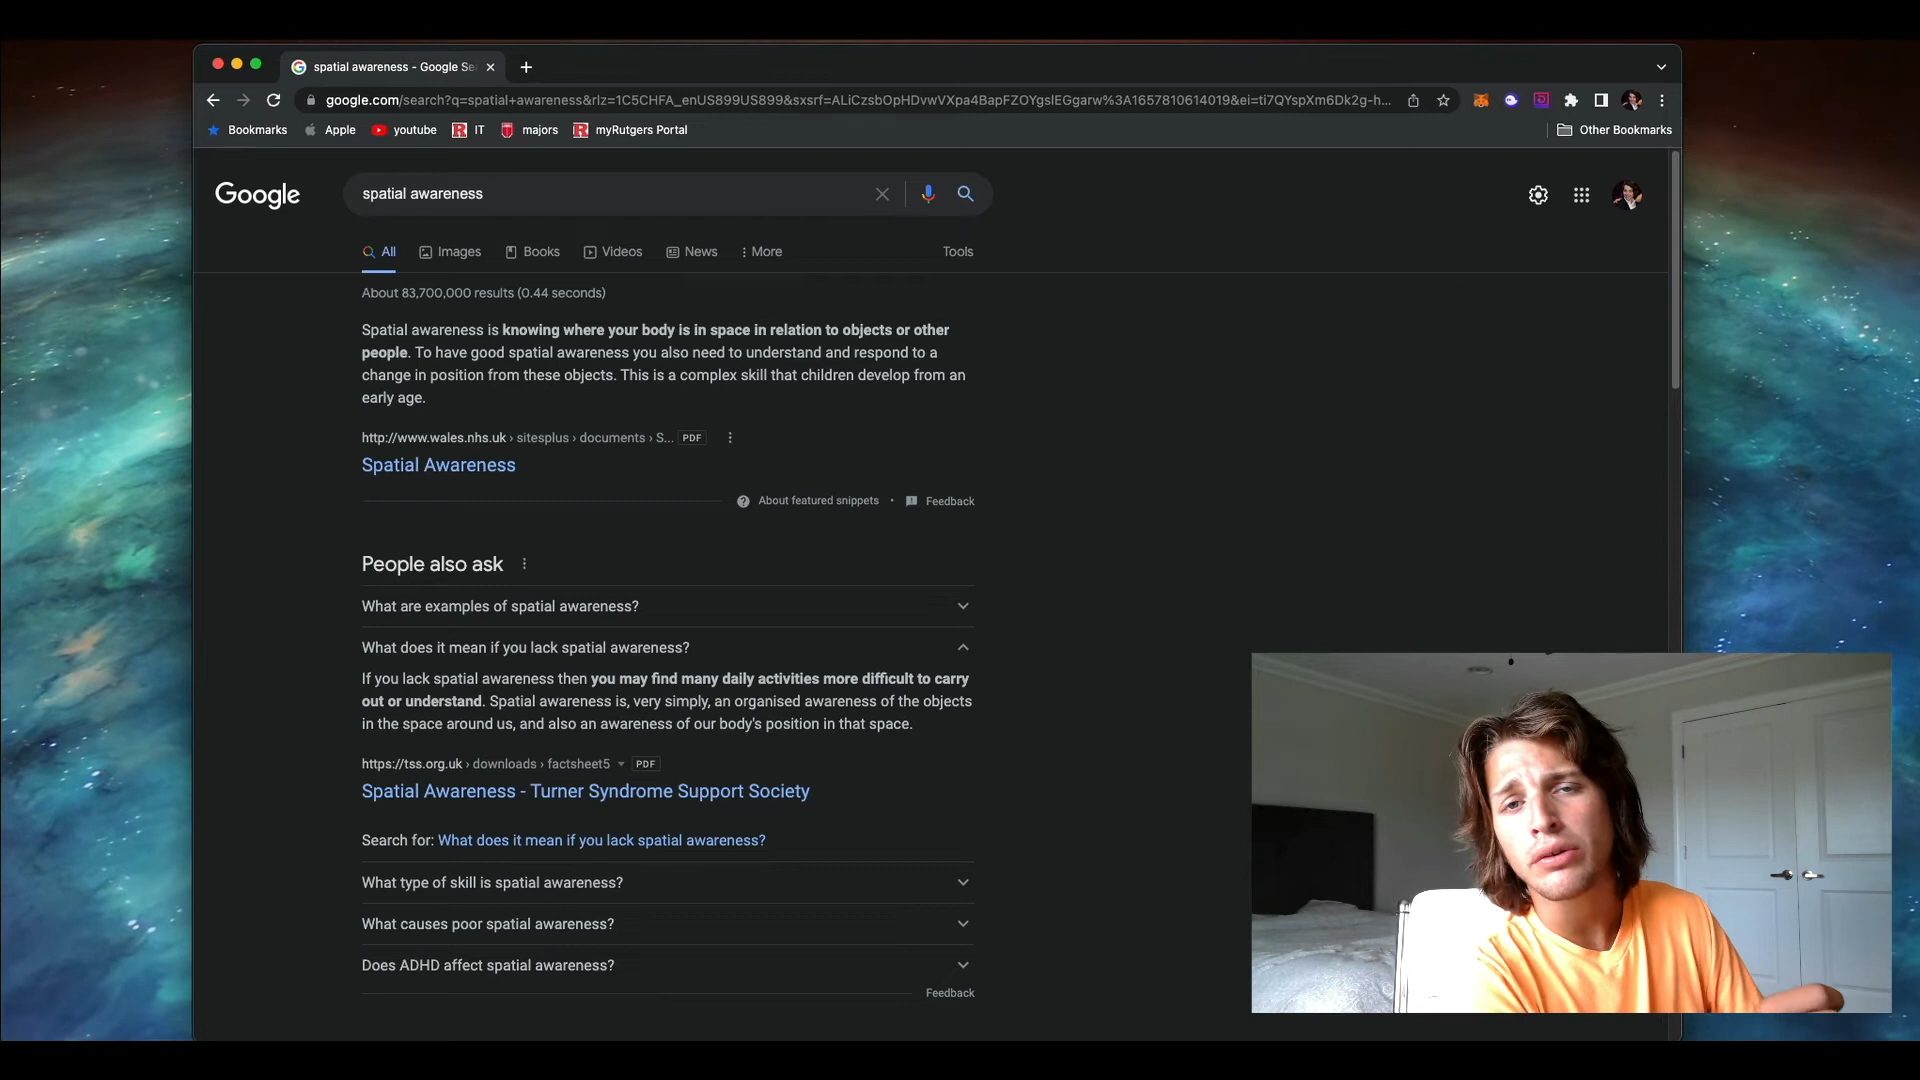 spatial awareness - Google Se
google.com/search?q=spatial+awareness&rlz=1C5CHFA_enUS899US899&sxsrf=ALiCzsbOpHDvwVXpa4BapFZOYgslEGgarw%3A1657810614019&ei=ti7QYspXm6Dk2g-h...
Bookmarks Apple youtube IT majors myRutgers Portal Other Bookmarks
Google spatial awareness
All Images Books Videos News More Tools
About 83,700,000 results (0.44 seconds)
Spatial awareness is knowing where your body is in space in relation to objects or other
people. To have good spatial awareness you also need to understand and respond to a
change in position from these objects. This is a complex skill that children develop from an
early age.
http://www.wales.nhs.uk › sitesplus › documents › S... PDF
Spatial Awareness
About featured snippets • Feedback
People also ask
What are examples of spatial awareness?
What does it mean if you lack spatial awareness?
If you lack spatial awareness then you may find many daily activities more difficult to carry
out or understand. Spatial awareness is, very simply, an organised awareness of the objects
in the space around us, and also an awareness of our body's position in that space.
https://tss.org.uk › downloads › factsheet5 PDF
Spatial Awareness - Turner Syndrome Support Society
Search for: What does it mean if you lack spatial awareness?
What type of skill is spatial awareness?
What causes poor spatial awareness?
Does ADHD affect spatial awareness?
Feedback